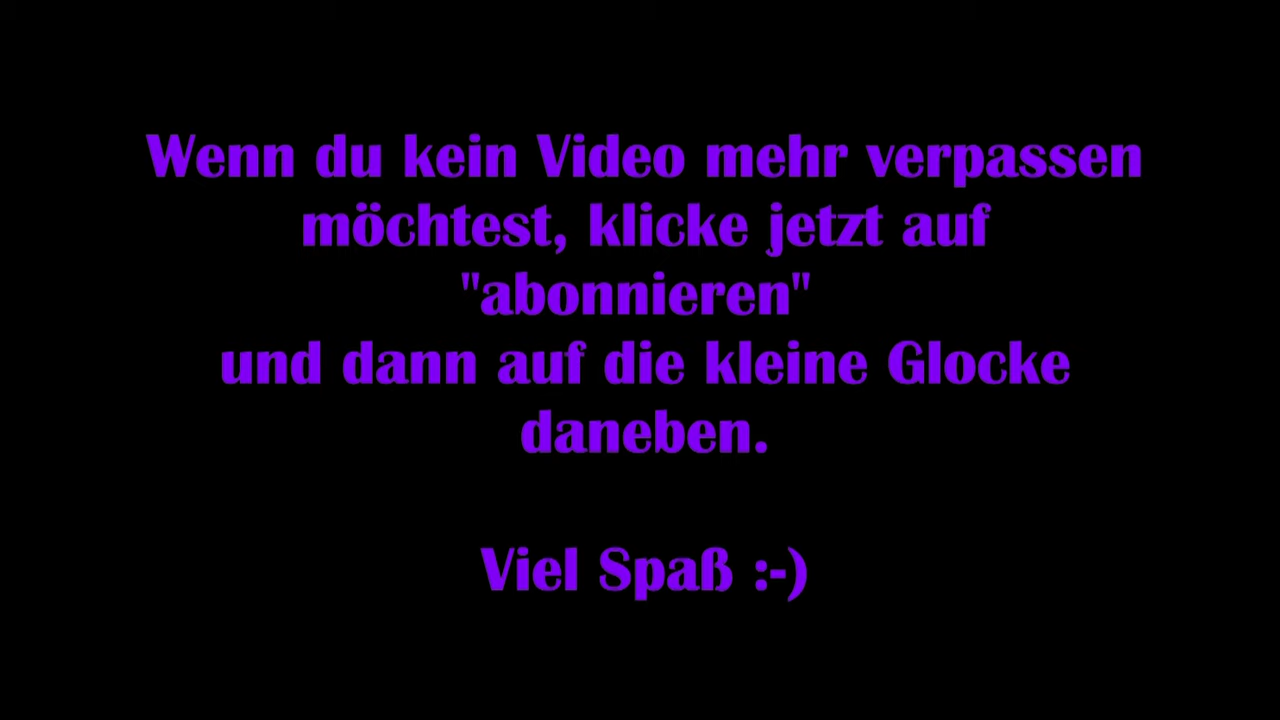 Wenn du kein Video mehr verpassen
möchtest, klicke jetzt auf
"abonnieren"
und dann auf die kleine Glocke
daneben.
Viel Spaß :-)